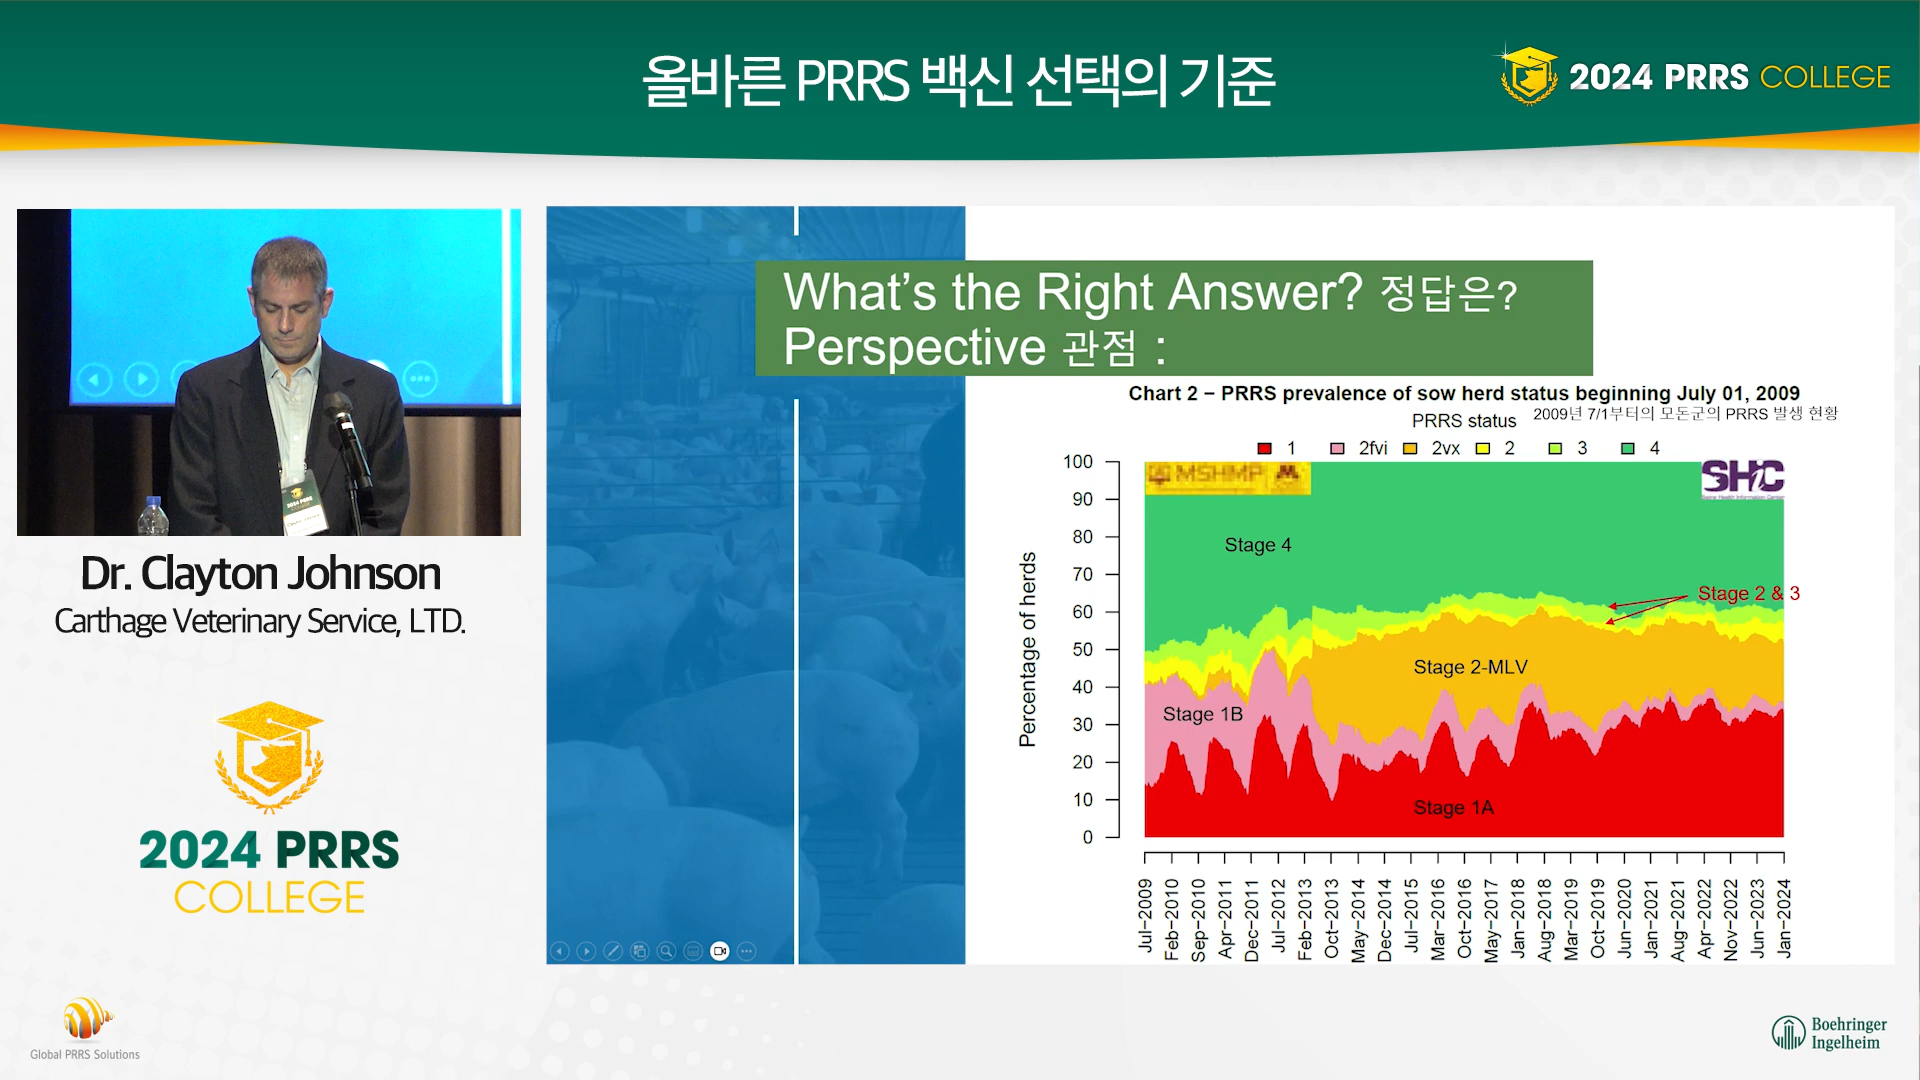 올바른 PRRS 백신 선택의 기준
2024 PRRS COLLEGE
What's the Right Answer? 정답은?
Perspective 관점 :
Chart 2 – PRRS prevalence of sow herd status beginning July 01, 2009
2009년 7/1부터의 모돈군의 PRRS 발생 현황
PRRS status
1 2fvi 2vx 2 3 4
MSHMP M
SHiC
Swine Health Information Center
Percentage of herds
100
90
80
70
60
50
40
30
20
10
0
Stage 4
Stage 2 & 3
Stage 2-MLV
Stage 1B
Stage 1A
Jul-2009
Feb-2010
Sep-2010
Apr-2011
Dec-2011
Jul-2012
Feb-2013
Oct-2013
May-2014
Dec-2014
Jul-2015
Mar-2016
Oct-2016
May-2017
Jan-2018
Aug-2018
Mar-2019
Oct-2019
Jun-2020
Jan-2021
Aug-2021
Apr-2022
Nov-2022
Jun-2023
Jan-2024
2024 PRRS
COLLEGE
Dr. Clayton Johnson
Carthage Veterinary Service, LTD.
2024 PRRS
COLLEGE
Global PRRS Solutions
Boehringer
Ingelheim